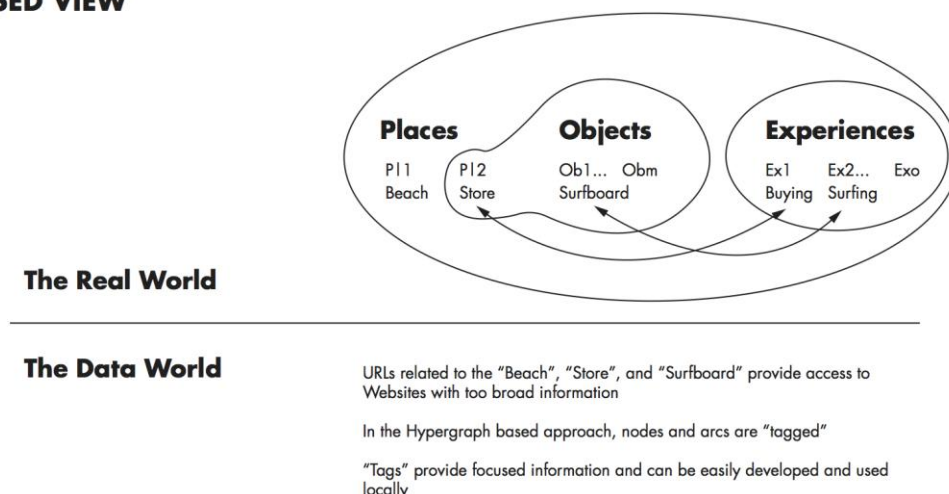 SED VIEW
Places Objects Experiences
Pl1 Pl2 Ob1... Obm Ex1 Ex2... Exo
Beach Store Surfboard Buying Surfing
The Real World
The Data World
URLs related to the “Beach”, “Store”, and “Surfboard” provide access to
Websites with too broad information
In the Hypergraph based approach, nodes and arcs are “tagged”
“Tags” provide focused information and can be easily developed and used
locally